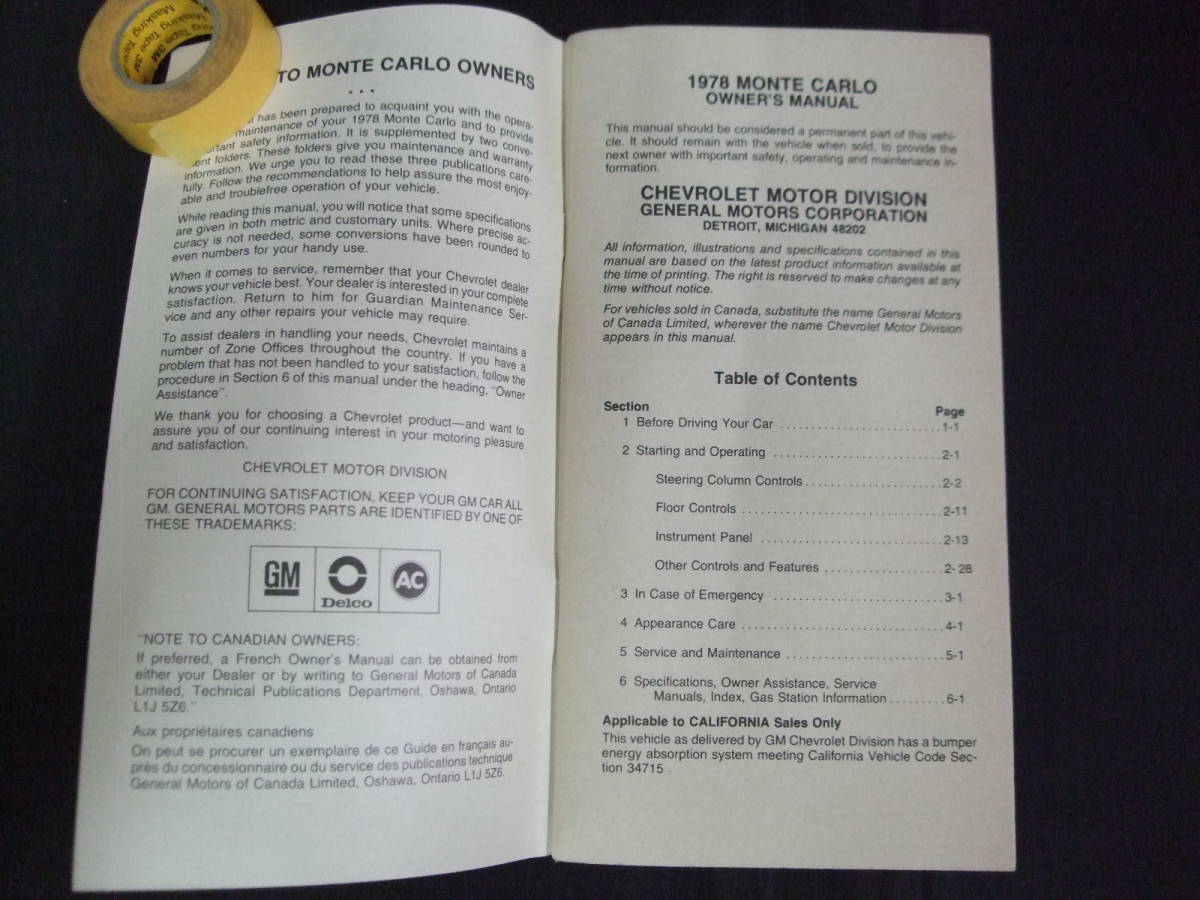 Masking Tape 3M
Masking Tape
TO MONTE CARLO OWNERS
• • •
has been prepared to acquaint you with the opera-
maintenance of your 1978 Monte Carlo and to provide
safety information. It is supplemented by two conve-
folders. These folders give you maintenance and warranty
information. We urge you to read these three publications care-
fully. Follow the recommendations to help assure the most enjoy-
able and troublefree operation of your vehicle.
While reading this manual, you will notice that some specifications
are given in both metric and customary units. Where precise ac-
curacy is not needed, some conversions have been rounded to
even numbers for your handy use.
When it comes to service, remember that your Chevrolet dealer
knows your vehicle best. Your dealer is interested in your complete
satisfaction. Return to him for Guardian Maintenance Ser-
vice and any other repairs your vehicle may require.
To assist dealers in handling your needs, Chevrolet maintains a
number of Zone Offices throughout the country. If you have a
problem that has not been handled to your satisfaction, follow the
procedure in Section 6 of this manual under the heading, "Owner
Assistance".
We thank you for choosing a Chevrolet product—and want to
assure you of our continuing interest in your motoring pleasure
and satisfaction.
CHEVROLET MOTOR DIVISION
FOR CONTINUING SATISFACTION, KEEP YOUR GM CAR ALL
GM. GENERAL MOTORS PARTS ARE IDENTIFIED BY ONE OF
THESE TRADEMARKS:
GM Delco AC
"NOTE TO CANADIAN OWNERS:
If preferred, a French Owner's Manual can be obtained from
either your Dealer or by writing to General Motors of Canada
Limited, Technical Publications Department, Oshawa, Ontario
L1J 5Z6."
Aux propriétaires canadiens
On peut se procurer un exemplaire de ce Guide en français au-
près du concessionnaire ou du service des publications technique
General Motors of Canada Limited, Oshawa, Ontario L1J 5Z6.
1978 MONTE CARLO
OWNER'S MANUAL
This manual should be considered a permanent part of this vehi-
cle. It should remain with the vehicle when sold, to provide the
next owner with important safety, operating and maintenance in-
formation.
CHEVROLET MOTOR DIVISION
GENERAL MOTORS CORPORATION
DETROIT, MICHIGAN 48202
All information, illustrations and specifications contained in this
manual are based on the latest product information available at
the time of printing. The right is reserved to make changes at any
time without notice.
For vehicles sold in Canada, substitute the name General Motors
of Canada Limited, wherever the name Chevrolet Motor Division
appears in this manual.
Table of Contents
Section Page
1 Before Driving Your Car ........................ 1-1
2 Starting and Operating ........................ 2-1
Steering Column Controls .................... 2-2
Floor Controls ............................ 2-11
Instrument Panel .......................... 2-13
Other Controls and Features ................. 2-28
3 In Case of Emergency ........................ 3-1
4 Appearance Care ............................ 4-1
5 Service and Maintenance ...................... 5-1
6 Specifications, Owner Assistance, Service
Manuals, Index, Gas Station Information ......... 6-1
Applicable to CALIFORNIA Sales Only
This vehicle as delivered by GM Chevrolet Division has a bumper
energy absorption system meeting California Vehicle Code Sec-
tion 34715 .